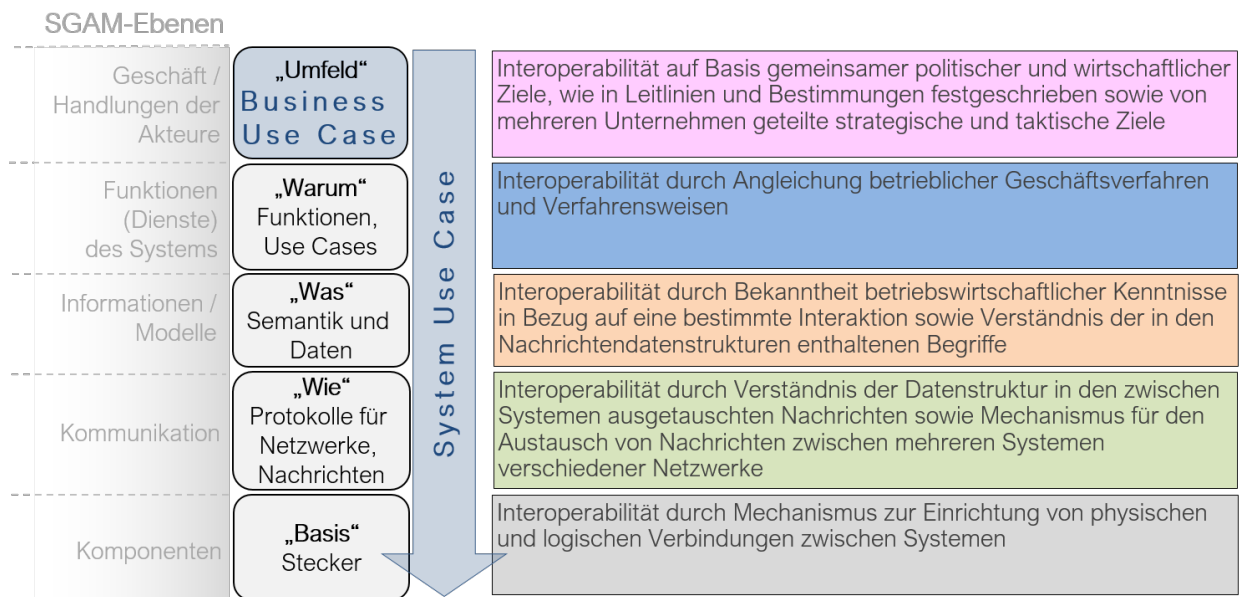 SGAM-Ebenen
Geschäft /
Handlungen der
Akteure
„Umfeld“
Business
Use Case
Interoperabilität auf Basis gemeinsamer politischer und wirtschaftlicher
Ziele, wie in Leitlinien und Bestimmungen festgeschrieben sowie von
mehreren Unternehmen geteilte strategische und taktische Ziele
Funktionen
(Dienste)
des Systems
„Warum“
Funktionen,
Use Cases
Interoperabilität durch Angleichung betrieblicher Geschäftsverfahren
und Verfahrensweisen
Informationen /
Modelle
„Was“
Semantik und
Daten
Interoperabilität durch Bekanntheit betriebswirtschaftlicher Kenntnisse
in Bezug auf eine bestimmte Interaktion sowie Verständnis der in den
Nachrichtendatenstrukturen enthaltenen Begriffe
Kommunikation
„Wie“
Protokolle für
Netzwerke,
Nachrichten
Interoperabilität durch Verständnis der Datenstruktur in den zwischen
Systemen ausgetauschten Nachrichten sowie Mechanismus für den
Austausch von Nachrichten zwischen mehreren Systemen
verschiedener Netzwerke
Komponenten
„Basis“
Stecker
Interoperabilität durch Mechanismus zur Einrichtung von physischen
und logischen Verbindungen zwischen Systemen
System Use Case